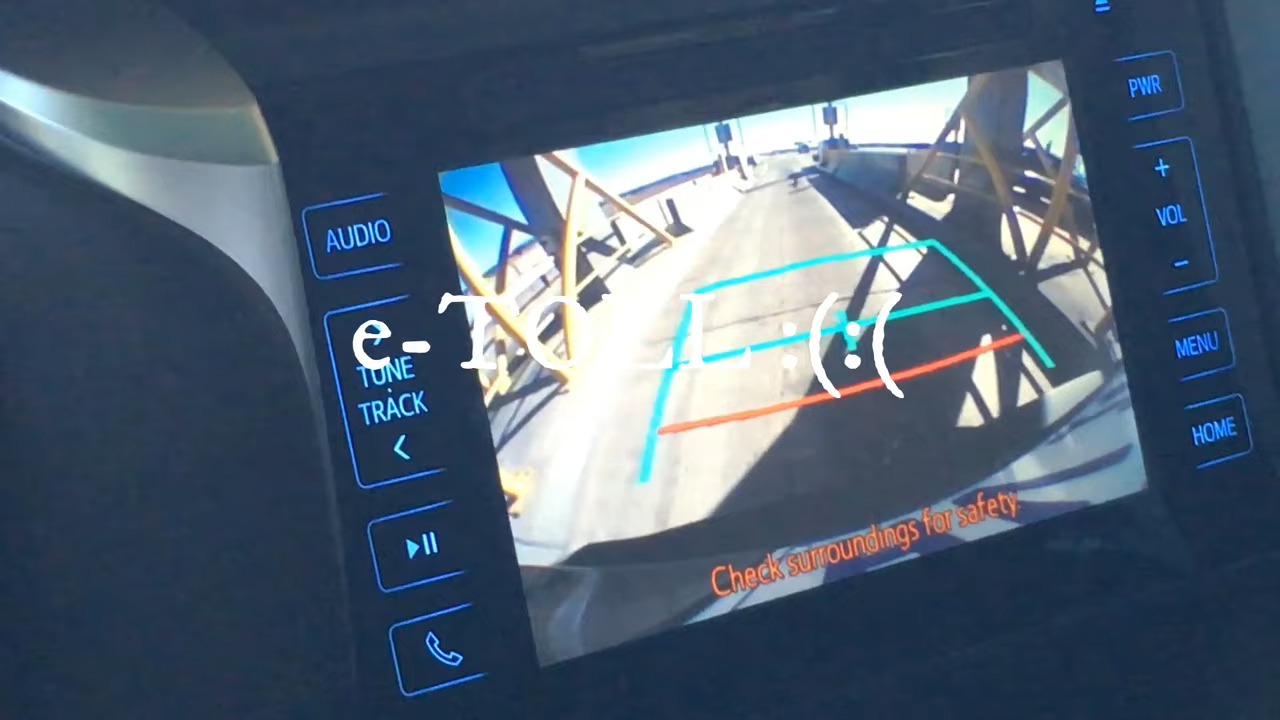 PWR
+
AUDIO
VOL
-
e-TOLL :(:(
TUNE
TRACK
MENU
HOME
Check surroundings for safety.